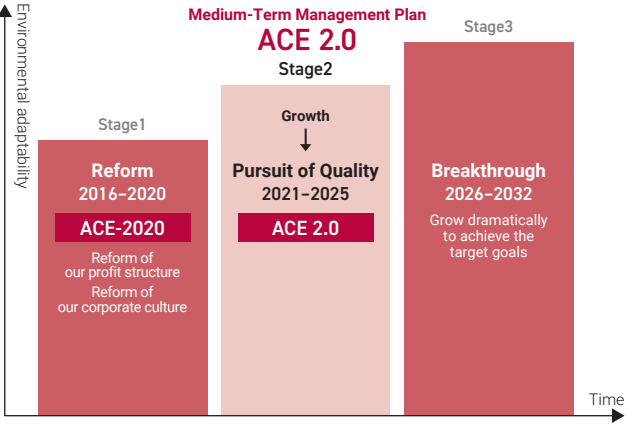 Environmental adaptability
Medium-Term Management Plan
ACE 2.0
Stage1
Reform
2016–2020
ACE-2020
Reform of
our profit structure
Reform of
our corporate culture
Stage2
Growth
Pursuit of Quality
2021–2025
ACE 2.0
Stage3
Breakthrough
2026–2032
Grow dramatically
to achieve the
target goals
Time